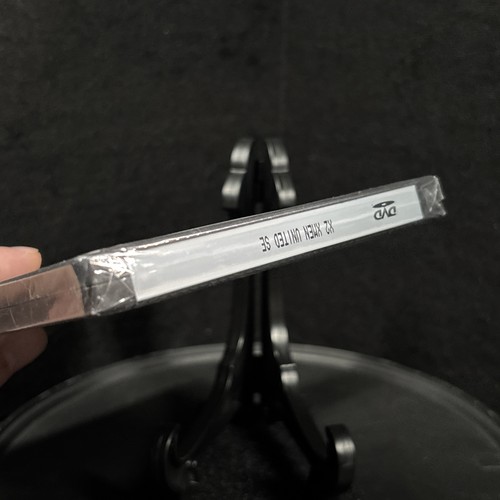 X2 XMEN UNITED SE
DVD